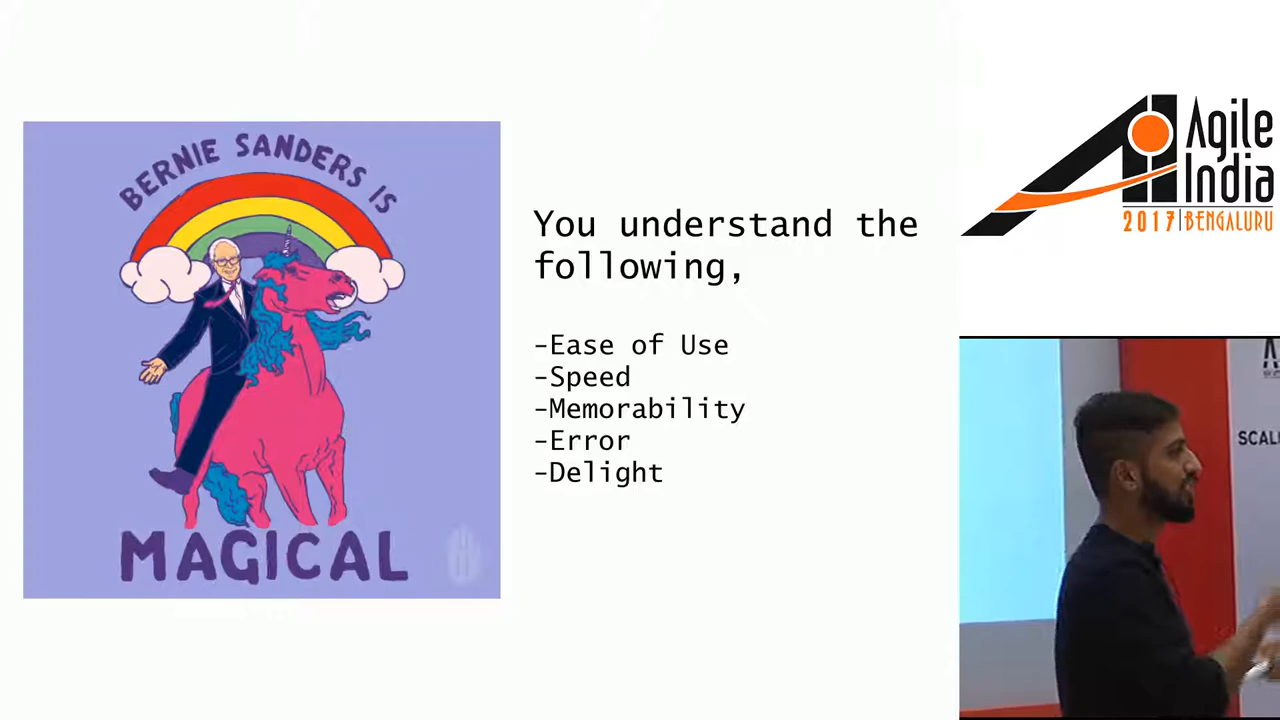 BERNIE SANDERS IS
MAGICAL
You understand the
following,
-Ease of Use
-Speed
-Memorability
-Error
-Delight
Agile
India
2017|BENGALURU